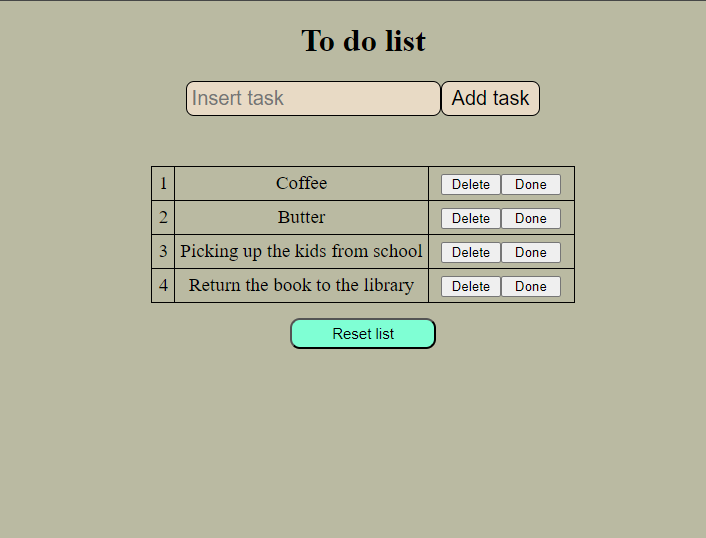 To do list
Insert task Add task
1 Coffee Delete Done
2 Butter Delete Done
3 Picking up the kids from school Delete Done
4 Return the book to the library Delete Done
Reset list